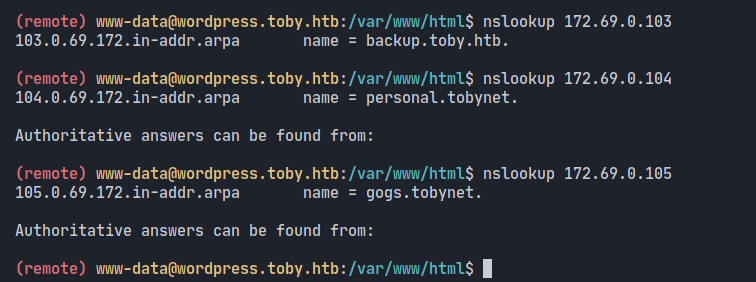 (remote) www-data@wordpress.toby.htb:/var/www/html$ nslookup 172.69.0.103
103.0.69.172.in-addr.arpa       name = backup.toby.htb.

(remote) www-data@wordpress.toby.htb:/var/www/html$ nslookup 172.69.0.104
104.0.69.172.in-addr.arpa       name = personal.tobynet.

Authoritative answers can be found from:

(remote) www-data@wordpress.toby.htb:/var/www/html$ nslookup 172.69.0.105
105.0.69.172.in-addr.arpa       name = gogs.tobynet.

Authoritative answers can be found from:

(remote) www-data@wordpress.toby.htb:/var/www/html$